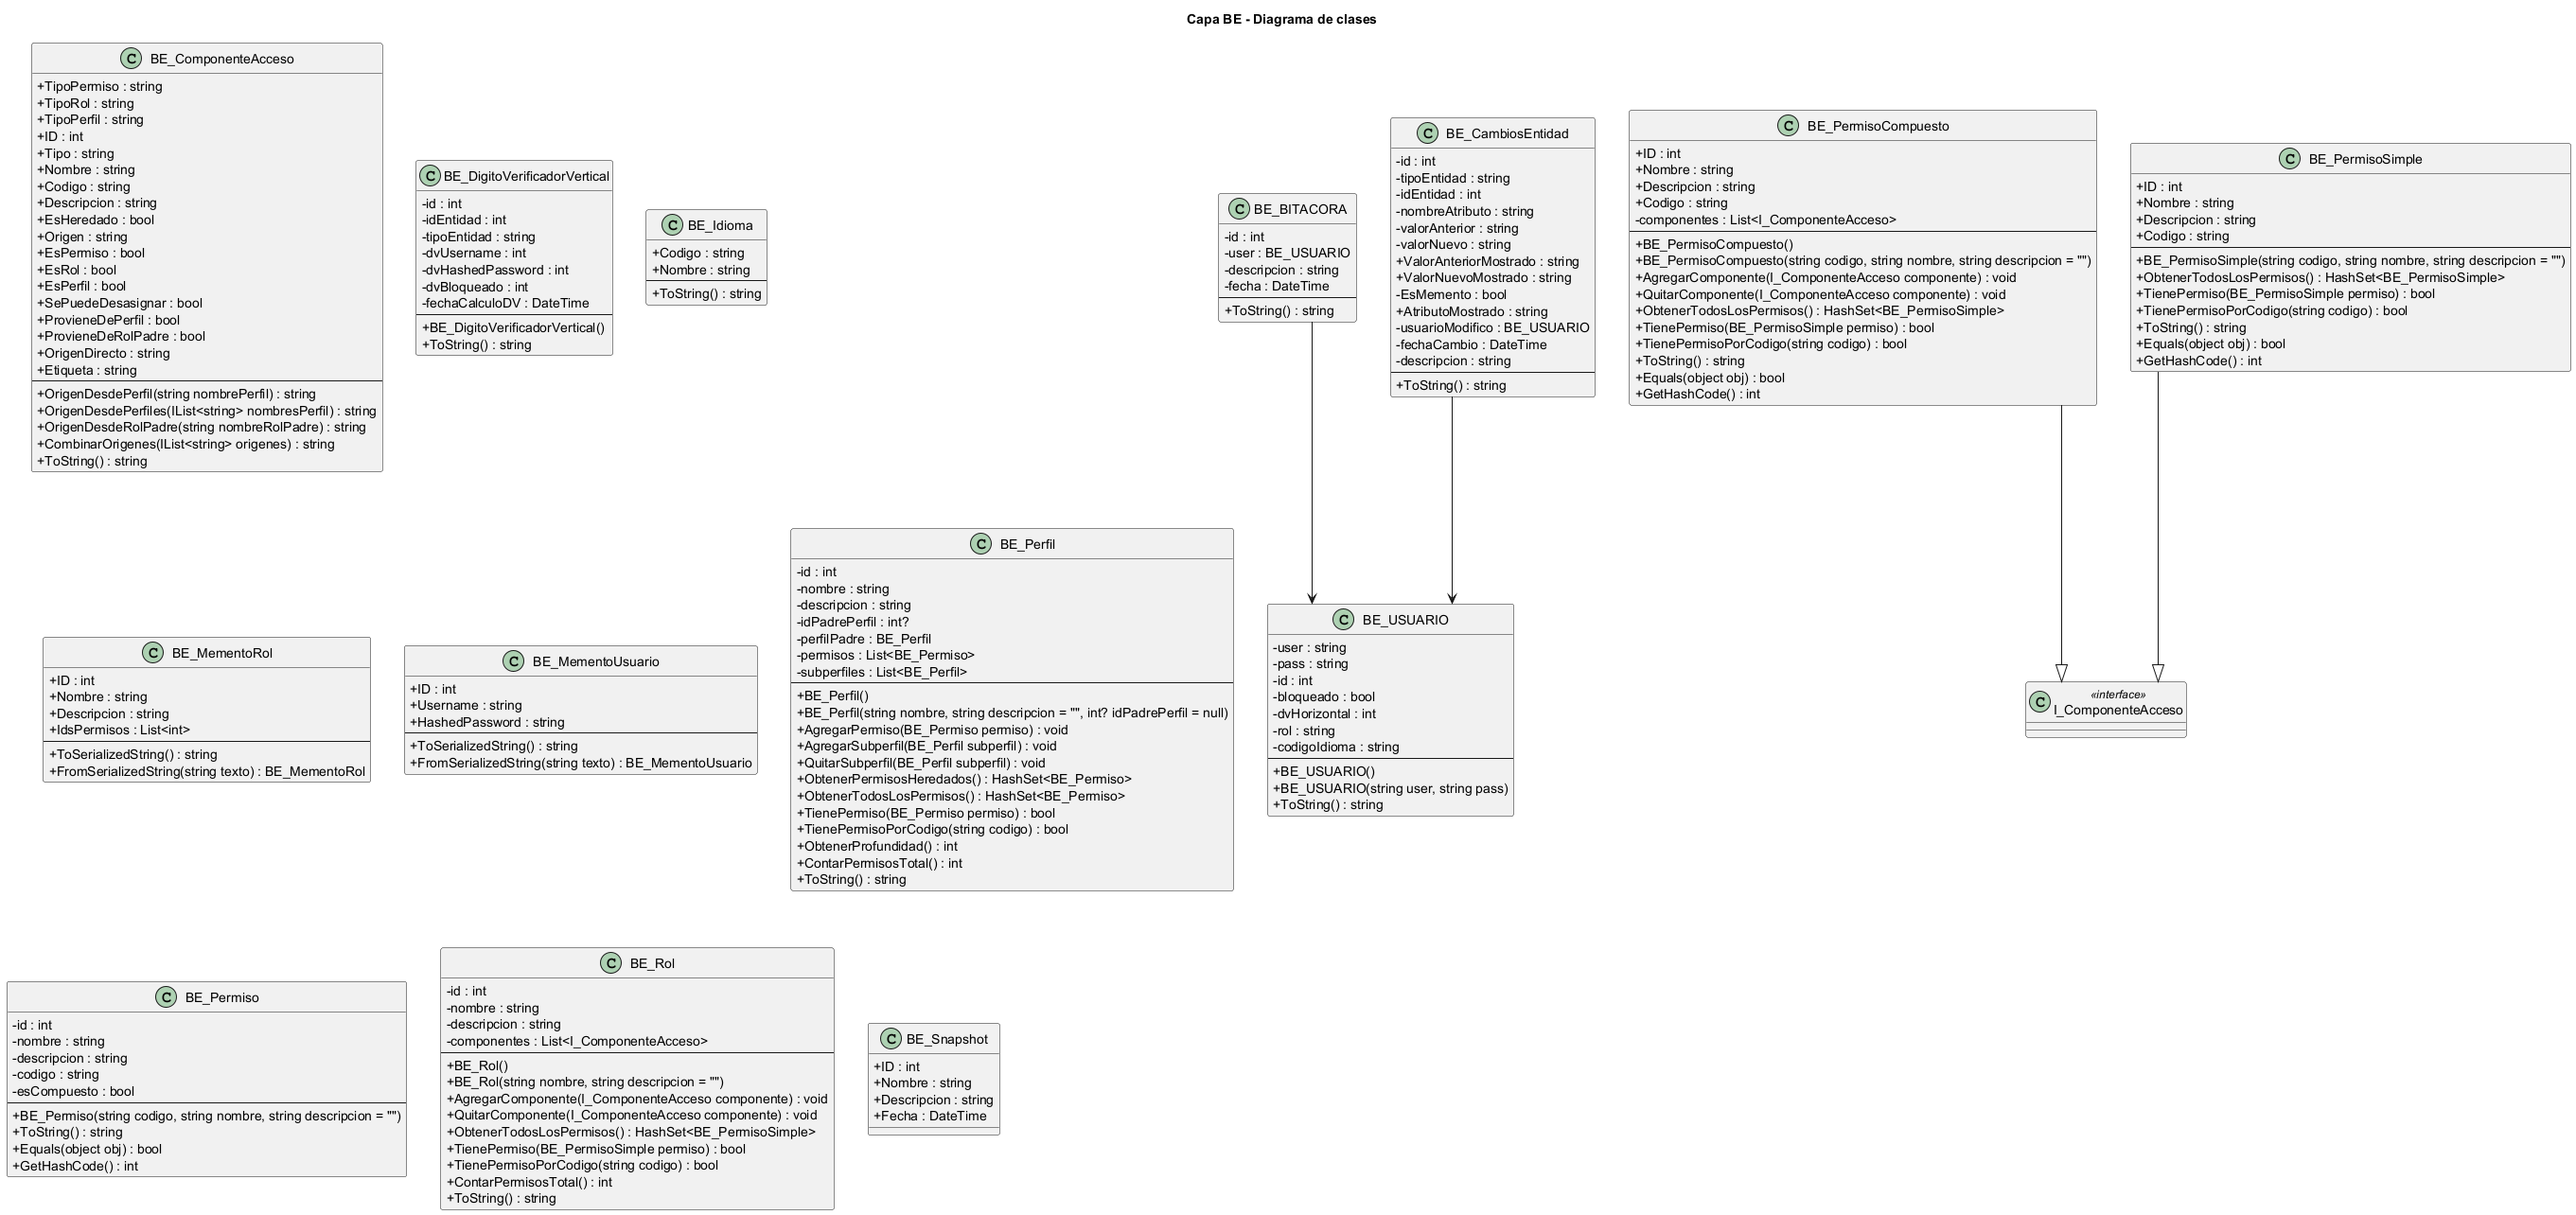 Capa BE - Diagrama de clases
C BE_ComponenteAcceso
+TipoPermiso : string
+TipoRol : string
+TipoPerfil : string
+ID : int
+Tipo : string
+Nombre : string
+Codigo : string
+Descripcion : string
+EsHeredado : bool
+Origen : string
+EsPermiso : bool
+EsRol : bool
+EsPerfil : bool
+SePuedeDesasignar : bool
+ProvieneDePerfil : bool
+ProvieneDeRolPadre : bool
+OrigenDirecto : string
+Etiqueta : string
+OrigenDesdePerfil(string nombrePerfil) : string
+OrigenDesdePerfiles(IList<string> nombresPerfil) : string
+OrigenDesdeRolPadre(string nombreRolPadre) : string
+CombinarOrigenes(IList<string> origenes) : string
+ToString() : string
C BE_DigitoVerificadorVertical
-id : int
-idEntidad : int
-tipoEntidad : string
-dvUsername : int
-dvHashedPassword : int
-dvBloqueado : int
-fechaCalculoDV : DateTime
+BE_DigitoVerificadorVertical()
+ToString() : string
C BE_Idioma
+Codigo : string
+Nombre : string
+ToString() : string
C BE_BITACORA
-id : int
-user : BE_USUARIO
-descripcion : string
-fecha : DateTime
+ToString() : string
C BE_CambiosEntidad
-id : int
-tipoEntidad : string
-idEntidad : int
-nombreAtributo : string
-valorAnterior : string
-valorNuevo : string
+ValorAnteriorMostrado : string
+ValorNuevoMostrado : string
-EsMemento : bool
+AtributoMostrado : string
-usuarioModifico : BE_USUARIO
-fechaCambio : DateTime
-descripcion : string
+ToString() : string
C BE_PermisoCompuesto
+ID : int
+Nombre : string
+Descripcion : string
+Codigo : string
-componentes : List<I_ComponenteAcceso>
+BE_PermisoCompuesto()
+BE_PermisoCompuesto(string codigo, string nombre, string descripcion = "")
+AgregarComponente(I_ComponenteAcceso componente) : void
+QuitarComponente(I_ComponenteAcceso componente) : void
+ObtenerTodosLosPermisos() : HashSet<BE_PermisoSimple>
+TienePermiso(BE_PermisoSimple permiso) : bool
+TienePermisoPorCodigo(string codigo) : bool
+ToString() : string
+Equals(object obj) : bool
+GetHashCode() : int
C BE_PermisoSimple
+ID : int
+Nombre : string
+Descripcion : string
+Codigo : string
+BE_PermisoSimple(string codigo, string nombre, string descripcion = "")
+ObtenerTodosLosPermisos() : HashSet<BE_PermisoSimple>
+TienePermiso(BE_PermisoSimple permiso) : bool
+TienePermisoPorCodigo(string codigo) : bool
+ToString() : string
+Equals(object obj) : bool
+GetHashCode() : int
C BE_MementoRol
+ID : int
+Nombre : string
+Descripcion : string
+IdsPermisos : List<int>
+ToSerializedString() : string
+FromSerializedString(string texto) : BE_MementoRol
C BE_MementoUsuario
+ID : int
+Username : string
+HashedPassword : string
+ToSerializedString() : string
+FromSerializedString(string texto) : BE_MementoUsuario
C BE_Perfil
-id : int
-nombre : string
-descripcion : string
-idPadrePerfil : int?
-perfilPadre : BE_Perfil
-permisos : List<BE_Permiso>
-subperfiles : List<BE_Perfil>
+BE_Perfil()
+BE_Perfil(string nombre, string descripcion = "", int? idPadrePerfil = null)
+AgregarPermiso(BE_Permiso permiso) : void
+AgregarSubperfil(BE_Perfil subperfil) : void
+QuitarSubperfil(BE_Perfil subperfil) : void
+ObtenerPermisosHeredados() : HashSet<BE_Permiso>
+ObtenerTodosLosPermisos() : HashSet<BE_Permiso>
+TienePermiso(BE_Permiso permiso) : bool
+TienePermisoPorCodigo(string codigo) : bool
+ObtenerProfundidad() : int
+ContarPermisosTotal() : int
+ToString() : string
C BE_USUARIO
-user : string
-pass : string
-id : int
-bloqueado : bool
-dvHorizontal : int
-rol : string
-codigoIdioma : string
+BE_USUARIO()
+BE_USUARIO(string user, string pass)
+ToString() : string
«interface»
C I_ComponenteAcceso
C BE_Permiso
-id : int
-nombre : string
-descripcion : string
-codigo : string
-esCompuesto : bool
+BE_Permiso(string codigo, string nombre, string descripcion = "")
+ToString() : string
+Equals(object obj) : bool
+GetHashCode() : int
C BE_Rol
-id : int
-nombre : string
-descripcion : string
-componentes : List<I_ComponenteAcceso>
+BE_Rol()
+BE_Rol(string nombre, string descripcion = "")
+AgregarComponente(I_ComponenteAcceso componente) : void
+QuitarComponente(I_ComponenteAcceso componente) : void
+ObtenerTodosLosPermisos() : HashSet<BE_PermisoSimple>
+TienePermiso(BE_PermisoSimple permiso) : bool
+TienePermisoPorCodigo(string codigo) : bool
+ContarPermisosTotal() : int
+ToString() : string
C BE_Snapshot
+ID : int
+Nombre : string
+Descripcion : string
+Fecha : DateTime